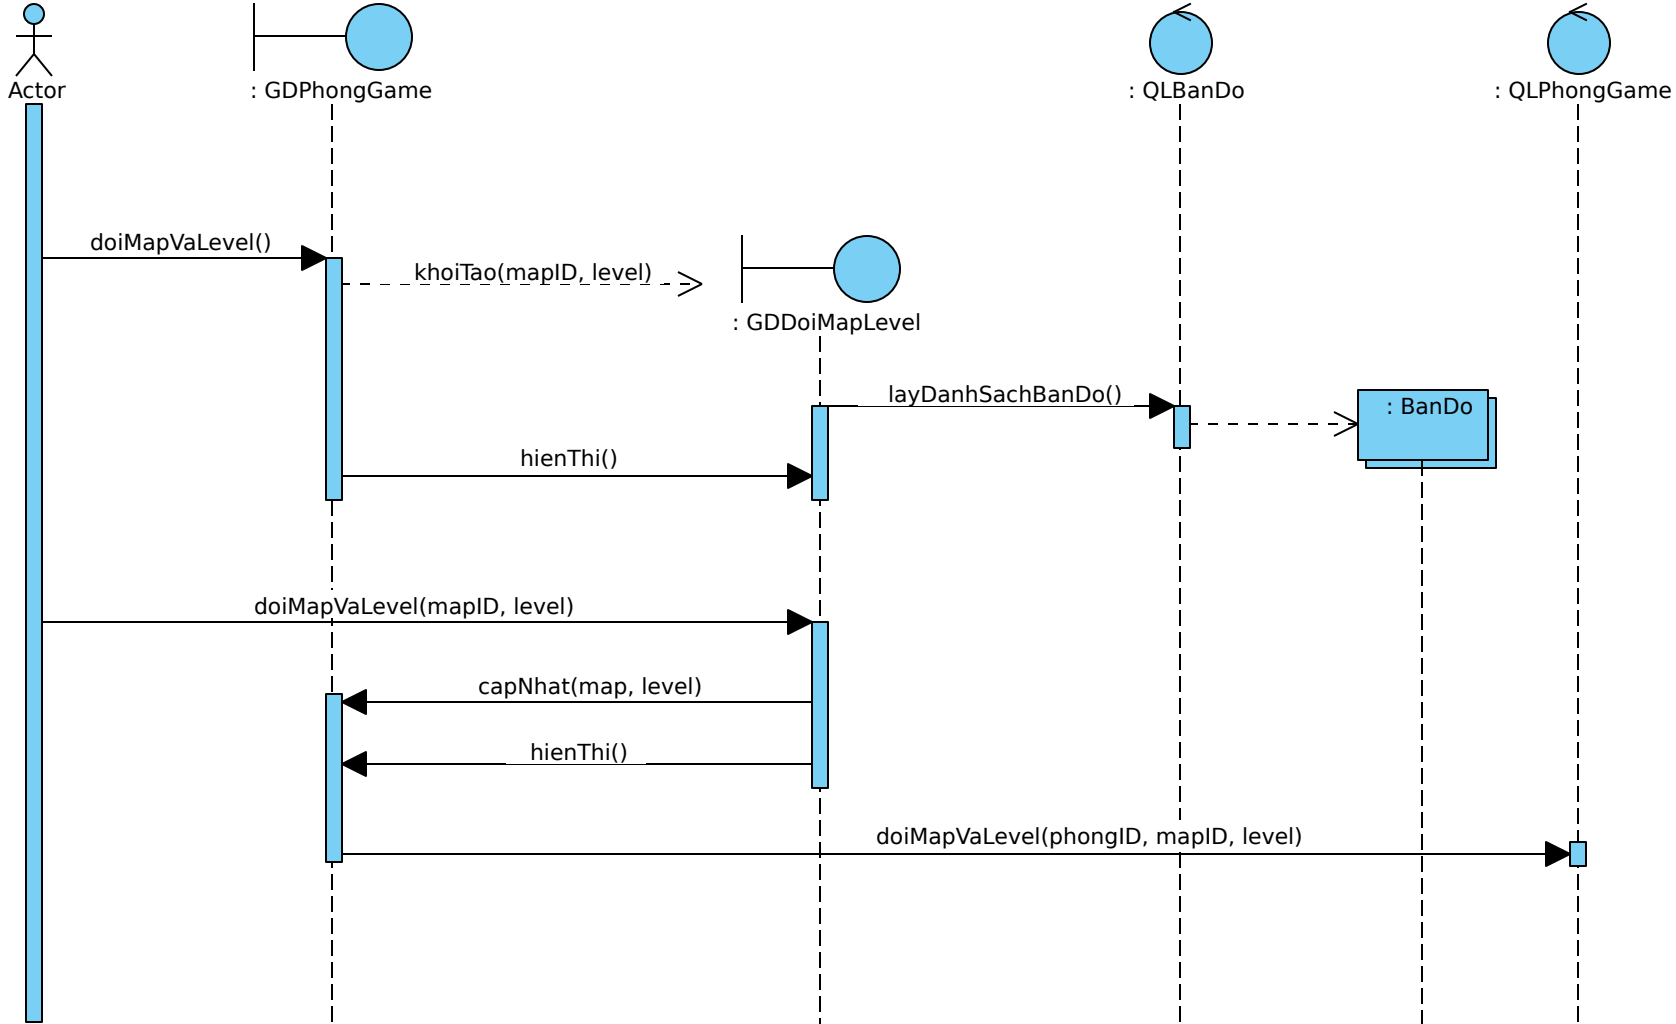 Actor
: GDPhongGame
: QLBanDo
: QLPhongGame
doiMapVaLevel()
khoiTao(mapID, level)
: GDDoiMapLevel
layDanhSachBanDo()
: BanDo
hienThi()
doiMapVaLevel(mapID, level)
capNhat(map, level)
hienThi()
doiMapVaLevel(phongID, mapID, level)